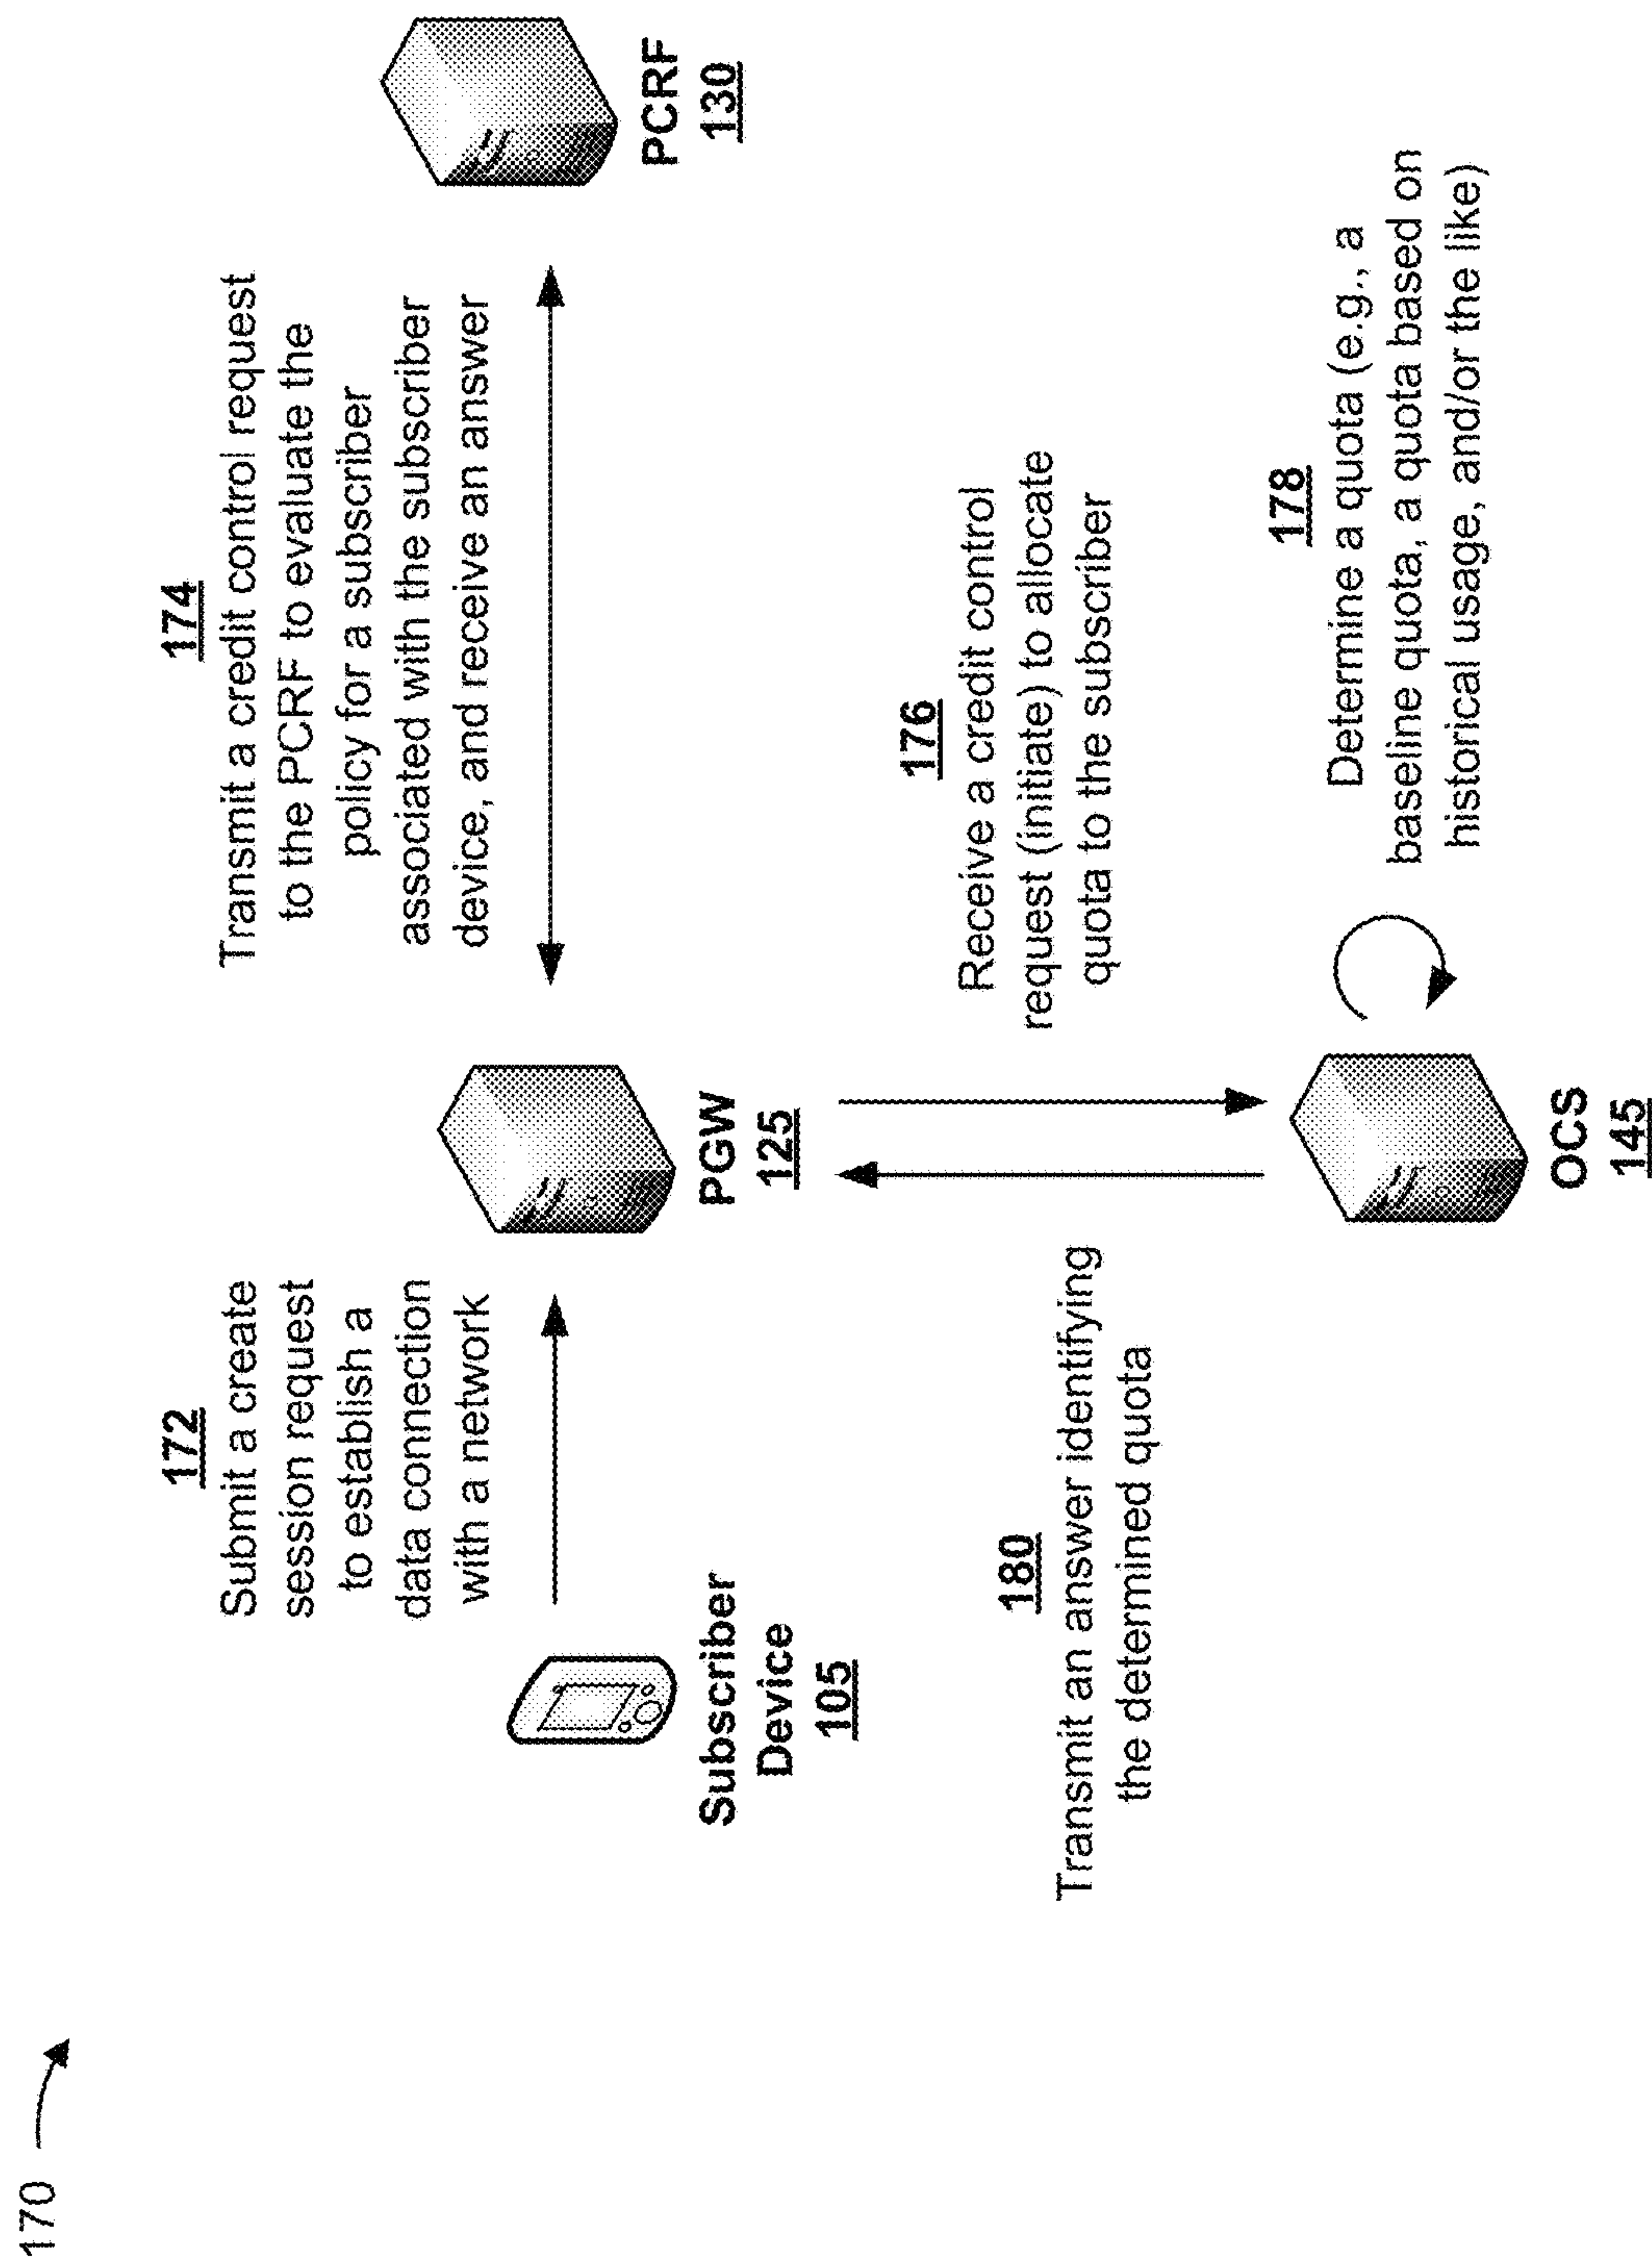 170
172
Submit a create
session request
to establish a
data connection
with a network
174
Transmit a credit control request
to the PCRF to evaluate the
policy for a subscriber
associated with the subscriber
device, and receive an answer
Subscriber
Device
105
PGW
125
PCRF
130
180
Transmit an answer identifying
the determined quota
176
Receive a credit control
request (initiate) to allocate
quota to the subscriber
178
Determine a quota (e.g., a
baseline quota, a quota based on
historical usage, and/or the like)
OCS
145